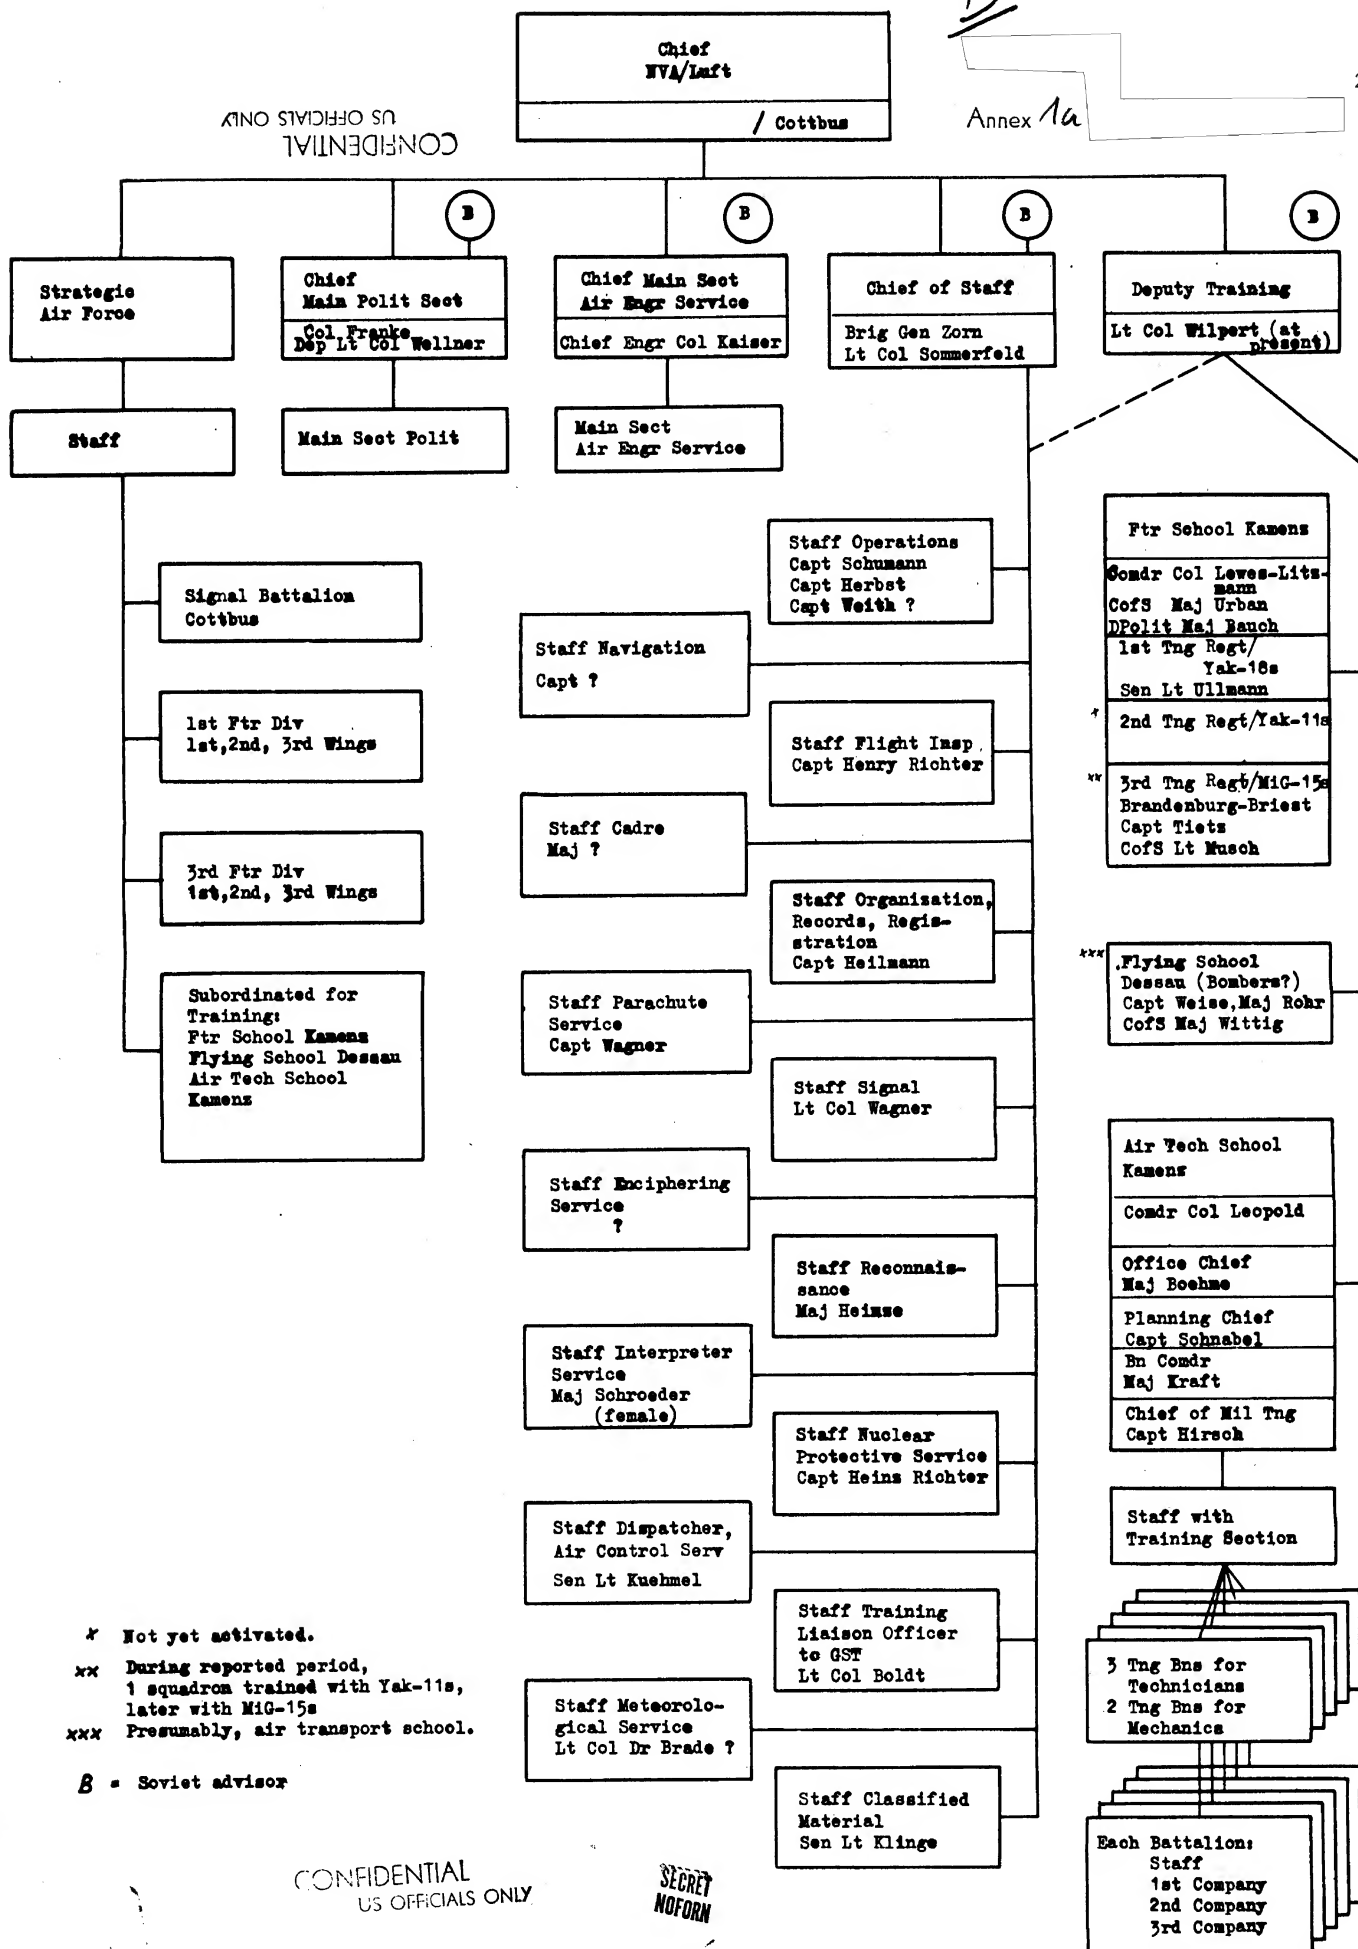 Chief
NVA/Luft
/ Cottbus
Annex 1a
CONFIDENTIAL
US OFFICIALS ONLY
B
B
B
B
Strategic
Air Force
Chief
Main Polit Sect
Col Franke
Dep Lt Col Wellner
Chief Main Sect
Air Engr Service
Chief Engr Col Kaiser
Chief of Staff
Brig Gen Zorn
Lt Col Sommerfeld
Deputy Training
Lt Col Wilpert (at
present)
Staff
Main Sect Polit
Main Sect
Air Engr Service
Signal Battalion
Cottbus
1st Ftr Div
1st,2nd, 3rd Wings
3rd Ftr Div
1st,2nd, 3rd Wings
Subordinated for
Training:
Ftr School Kamenz
Flying School Dessau
Air Tech School
Kamenz
Staff Operations
Capt Schumann
Capt Herbst
Capt Weith ?
Staff Navigation
Capt ?
Staff Flight Insp
Capt Henry Richter
Staff Cadre
Maj ?
Staff Organization,
Records, Regis-
stration
Capt Heilmann
Staff Parachute
Service
Capt Wagner
Staff Signal
Lt Col Wagner
Staff Enciphering
Service
?
Staff Reconnais-
sance
Maj Heinze
Staff Interpreter
Service
Maj Schroeder
(female)
Staff Nuclear
Protective Service
Capt Heinz Richter
Staff Dispatcher,
Air Control Serv
Sen Lt Kuehmel
Staff Training
Liaison Officer
to GST
Lt Col Boldt
Staff Meteorolo-
gical Service
Lt Col Dr Brade ?
Staff Classified
Material
Sen Lt Klinge
Ftr School Kamenz
Comdr Col Lewes-Litz-
mann
CofS Maj Urban
DPolit Maj Bauch
1st Tng Regt/
Yak-18s
Sen Lt Ullmann
x 2nd Tng Regt/Yak-11s
xx 3rd Tng Regt/MiG-15s
Brandenburg-Briest
Capt Tietz
CofS Lt Musch
xxx Flying School
Dessau (Bombers?)
Capt Weise,Maj Rohr
CofS Maj Wittig
Air Tech School
Kamenz
Comdr Col Leopold
Office Chief
Maj Boehme
Planning Chief
Capt Schnabel
Bn Comdr
Maj Kraft
Chief of Mil Tng
Capt Hirsch
Staff with
Training Section
3 Tng Bns for
Technicians
2 Tng Bns for
Mechanics
Each Battalion:
Staff
1st Company
2nd Company
3rd Company
x Not yet activated.
xx During reported period,
1 squadron trained with Yak-11s,
later with MiG-15s
xxx Presumably, air transport school.
B = Soviet advisor
CONFIDENTIAL
US OFFICIALS ONLY
SECRET
NOFORN